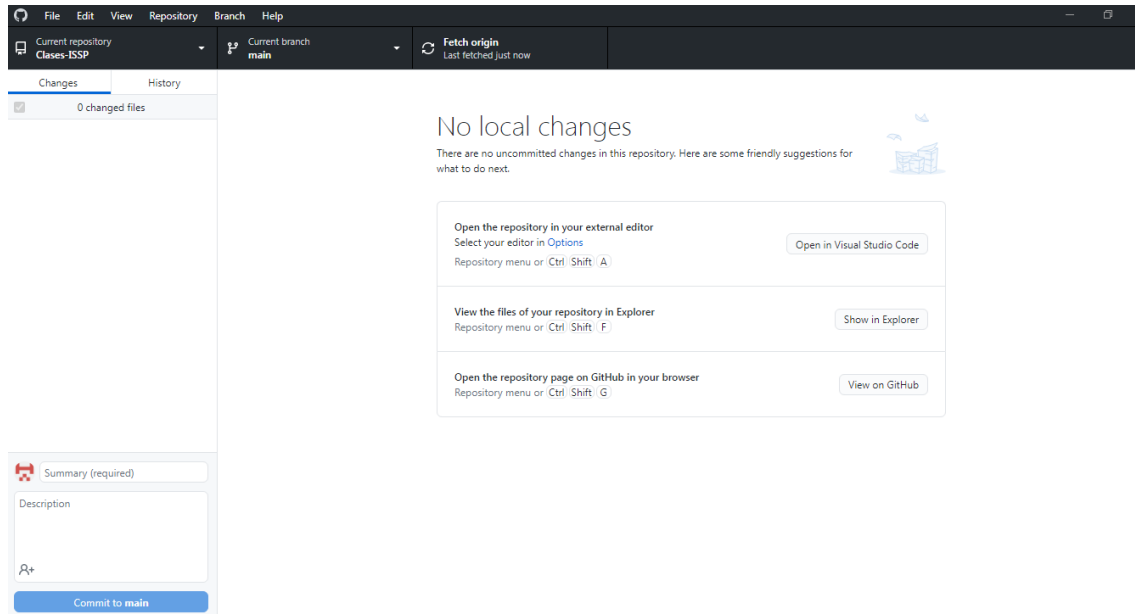 File Edit View Repository Branch Help
Current repository
Clases-ISSP
Current branch
main
Fetch origin
Last fetched just now
Changes History
0 changed files
No local changes
There are no uncommitted changes in this repository. Here are some friendly suggestions for
what to do next.
Open the repository in your external editor
Select your editor in Options
Repository menu or Ctrl Shift A
Open in Visual Studio Code
View the files of your repository in Explorer
Repository menu or Ctrl Shift F
Show in Explorer
Open the repository page on GitHub in your browser
Repository menu or Ctrl Shift G
View on GitHub
Summary (required)
Description
Commit to main